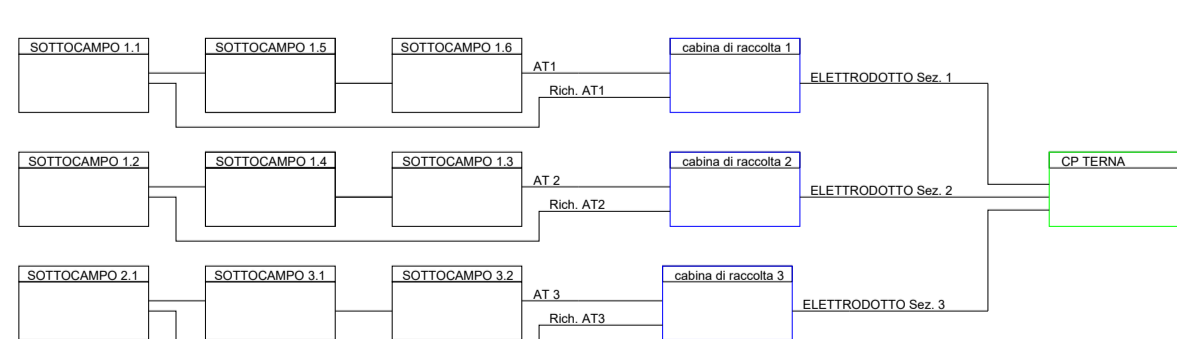 SOTTOCAMPO 1.1
SOTTOCAMPO 1.5
SOTTOCAMPO 1.6
cabina di raccolta 1
AT1
Rich. AT1
ELETTRODOTTO Sez. 1
SOTTOCAMPO 1.2
SOTTOCAMPO 1.4
SOTTOCAMPO 1.3
cabina di raccolta 2
CP TERNA
AT 2
Rich. AT2
ELETTRODOTTO Sez. 2
SOTTOCAMPO 2.1
SOTTOCAMPO 3.1
SOTTOCAMPO 3.2
cabina di raccolta 3
AT 3
Rich. AT3
ELETTRODOTTO Sez. 3